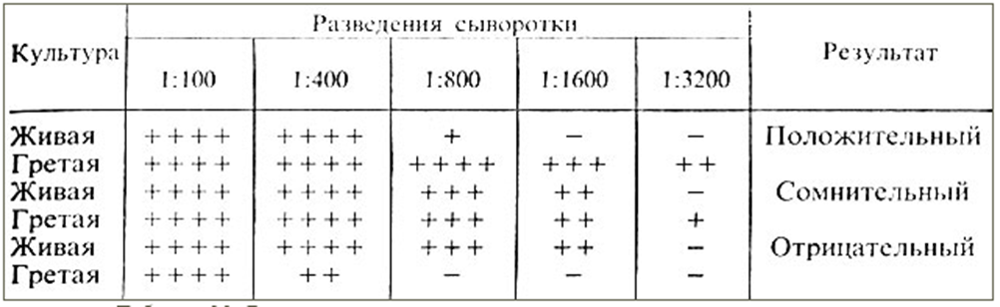 Разведения сыворотки
Культура Результат
1:100 1:400 1:800 1:1600 1:3200
Живая ++++ ++++ + − − Положительный
Гретая ++++ ++++ ++++ +++ ++
Живая ++++ ++++ +++ ++ − Сомнительный
Гретая ++++ ++++ +++ ++ +
Живая ++++ ++++ +++ ++ − Отрицательный
Гретая ++++ ++ − − −